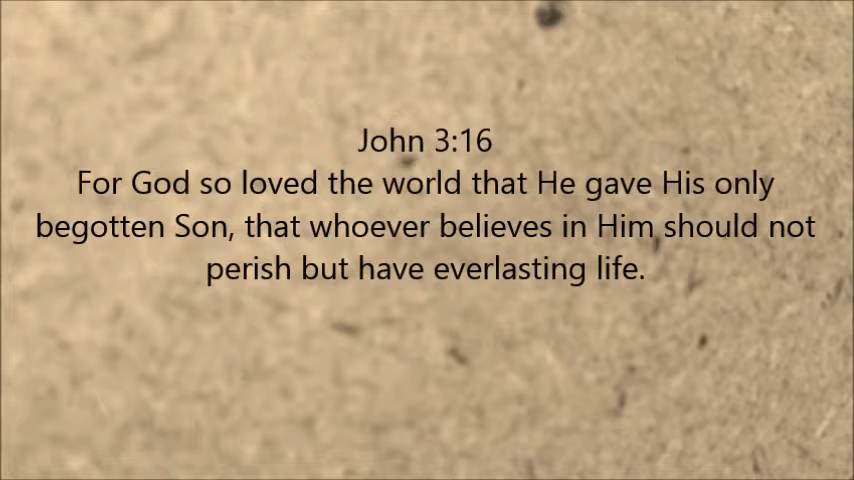 John 3:16
For God so loved the world that He gave His only
begotten Son, that whoever believes in Him should not
perish but have everlasting life.